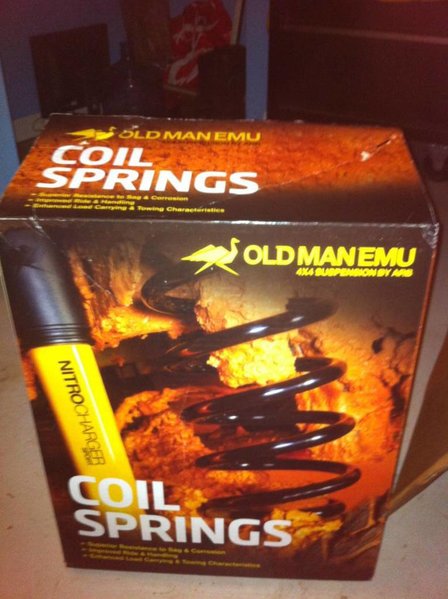 OLD MAN EMU
COIL
SPRINGS
Superior Resistance to Sag & Corrosion
Improved Ride & Handling
Enhanced Load Carrying & Towing Characteristics
OLD MAN EMU
4X4 SUSPENSION BY ARB
NITROCHARGER
SPORT
COIL
SPRINGS
Superior Resistance to Sag & Corrosion
Improved Ride & Handling
Enhanced Load Carrying & Towing Characteristics